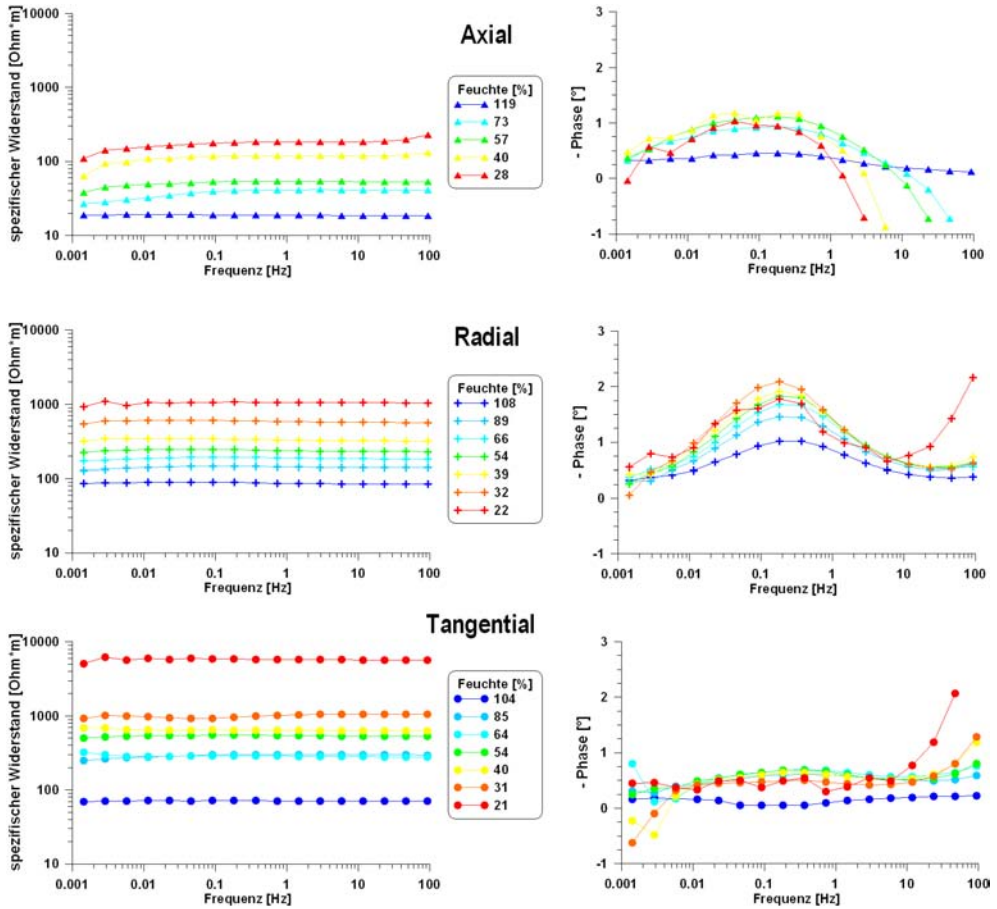 Axial
spezifischer Widerstand [Ohm*m]
10000
1000
100
10
0.001 0.01 0.1 1 10 100
Frequenz [Hz]
Feuchte [%]
119
73
57
40
28
- Phase [°]
3
2
1
0
-1
0.001 0.01 0.1 1 10 100
Frequenz [Hz]
Radial
spezifischer Widerstand [Ohm*m]
10000
1000
100
10
0.001 0.01 0.1 1 10 100
Frequenz [Hz]
Feuchte [%]
108
89
66
54
39
32
22
- Phase [°]
3
2
1
0
-1
0.001 0.01 0.1 1 10 100
Frequenz [Hz]
Tangential
spezifischer Widerstand [Ohm*m]
10000
1000
100
10
0.001 0.01 0.1 1 10 100
Frequenz [Hz]
Feuchte [%]
104
85
64
54
40
31
21
- Phase [°]
3
2
1
0
-1
0.001 0.01 0.1 1 10 100
Frequenz [Hz]